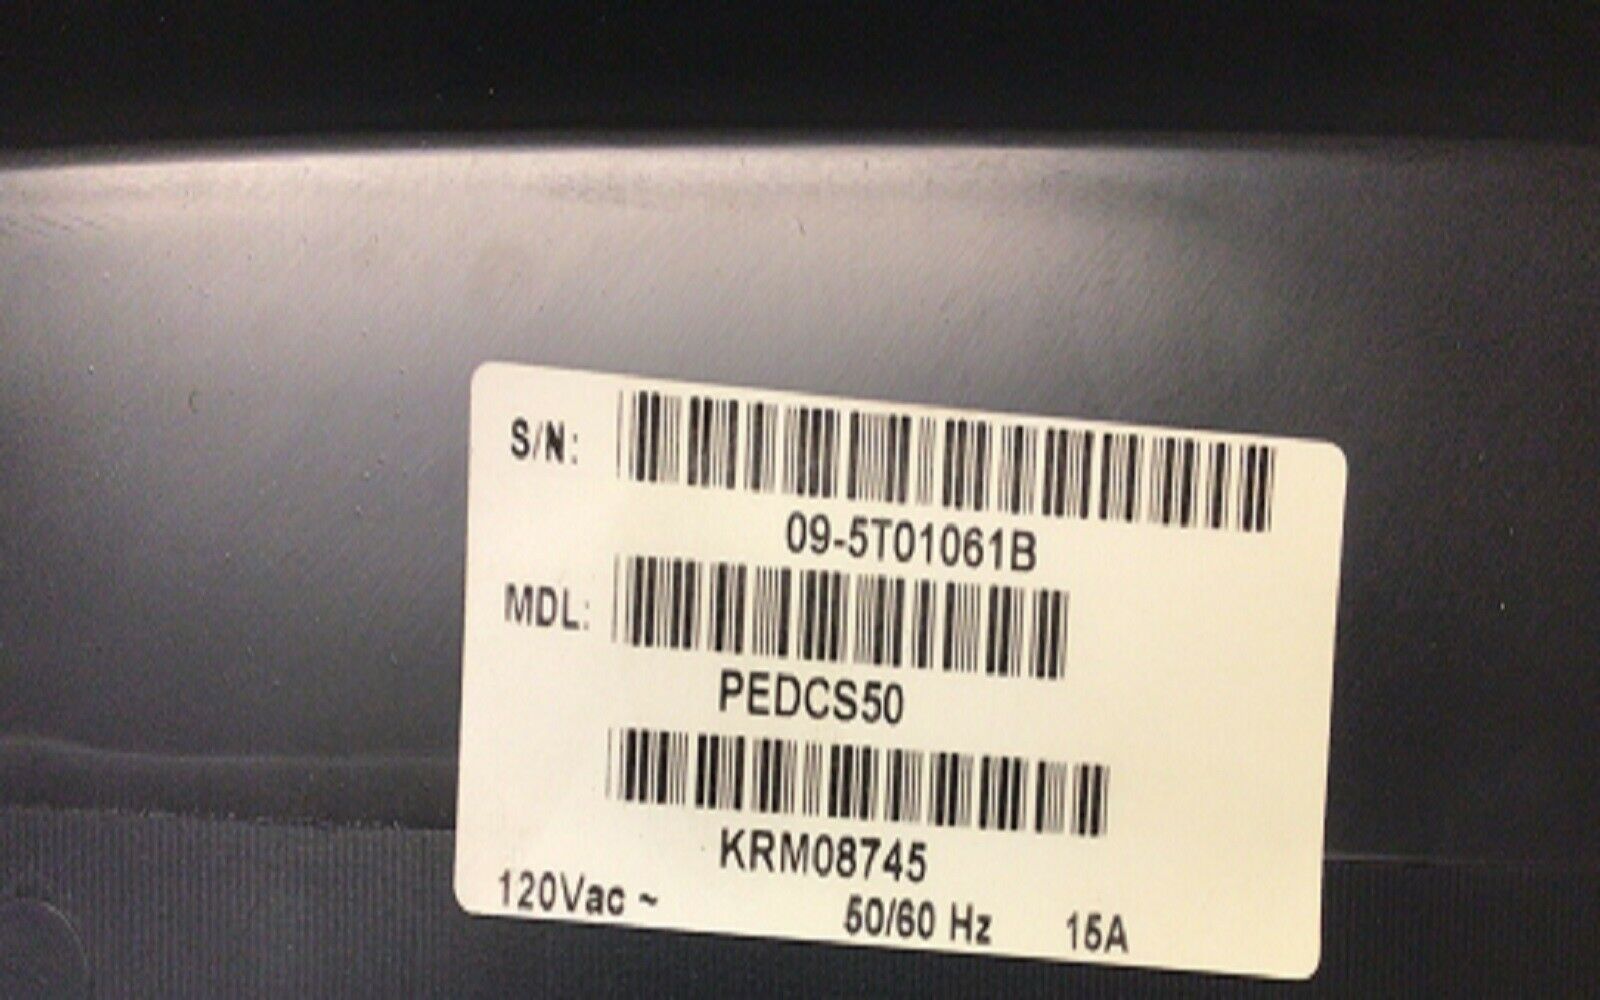 S/N:
09-5T01061B
MDL:
PEDCS50
KRM08745
120Vac ~ 50/60 Hz 15A